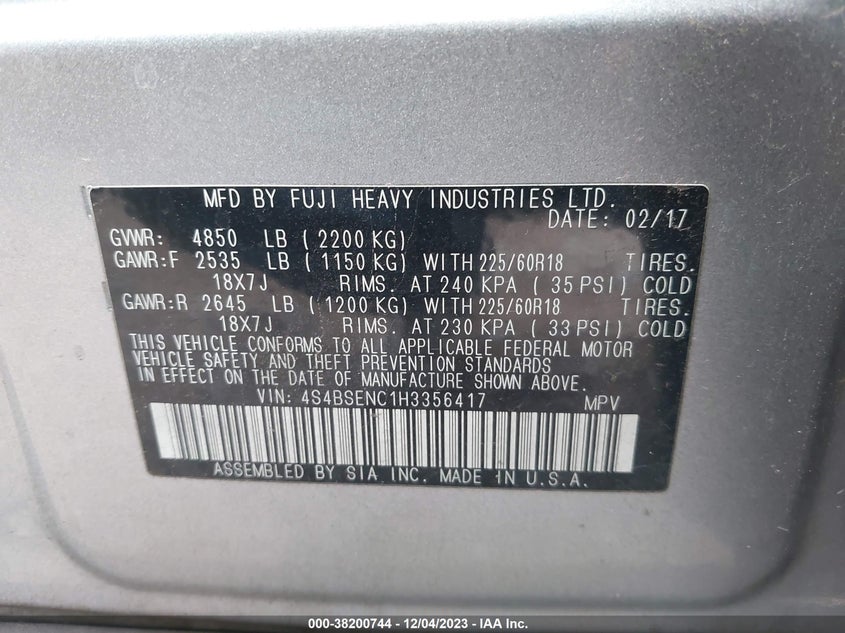 MFD BY FUJI HEAVY INDUSTRIES LTD.
DATE: 02/17
GVWR: 4850 LB ( 2200 KG)
GAWR:F 2535 LB ( 1150 KG) WITH 225/60R18 TIRES.
18X7J RIMS. AT 240 KPA ( 35 PSI) COLD
GAWR:R 2645 LB ( 1200 KG) WITH 225/60R18 TIRES.
18X7J RIMS. AT 230 KPA ( 33 PSI) COLD
THIS VEHICLE CONFORMS TO ALL APPLICABLE FEDERAL MOTOR
VEHICLE SAFETY AND THEFT PREVENTION STANDARDS
IN EFFECT ON THE DATE OF MANUFACTURE SHOWN ABOVE.
VIN: 4S4BSENC1H3356417 MPV
ASSEMBLED BY SIA INC. MADE IN U.S.A.
000-38200744 - 12/04/2023 - IAA Inc.